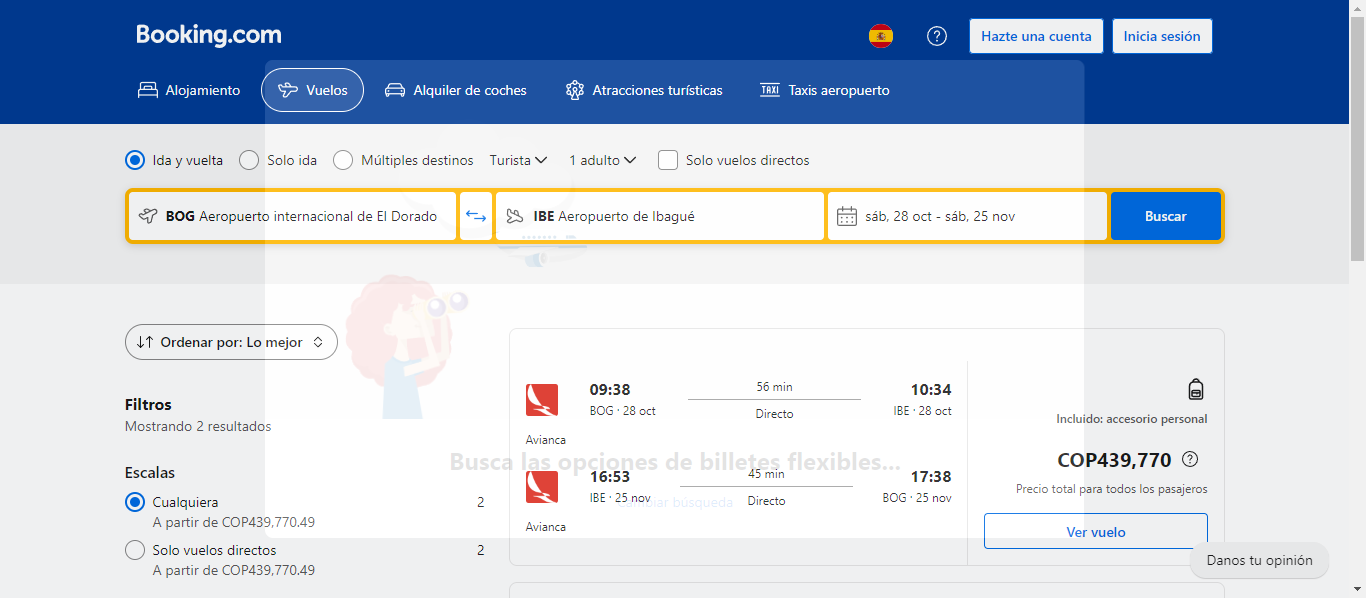 Booking.com
Hazte una cuenta
Inicia sesión
Alojamiento
Vuelos
Alquiler de coches
Atracciones turísticas
TAXI
Taxis aeropuerto
Ida y vuelta
Solo ida
Múltiples destinos
Turista
1 adulto
Solo vuelos directos
BOG Aeropuerto internacional de El Dorado
IBE Aeropuerto de Ibagué
sáb, 28 oct - sáb, 25 nov
Buscar
Ordenar por: Lo mejor
Filtros
Mostrando 2 resultados
Escalas
Cualquiera 2
A partir de COP439,770.49
Solo vuelos directos 2
A partir de COP439,770.49
09:38 56 min 10:34
BOG · 28 oct Directo IBE · 28 oct
Avianca
Busca las opciones de billetes flexibles...
16:53 45 min 17:38
IBE · 25 nov Directo BOG · 25 nov
Cambiar búsqueda
Avianca
Incluido: accesorio personal
COP439,770
Precio total para todos los pasajeros
Ver vuelo
Danos tu opinión